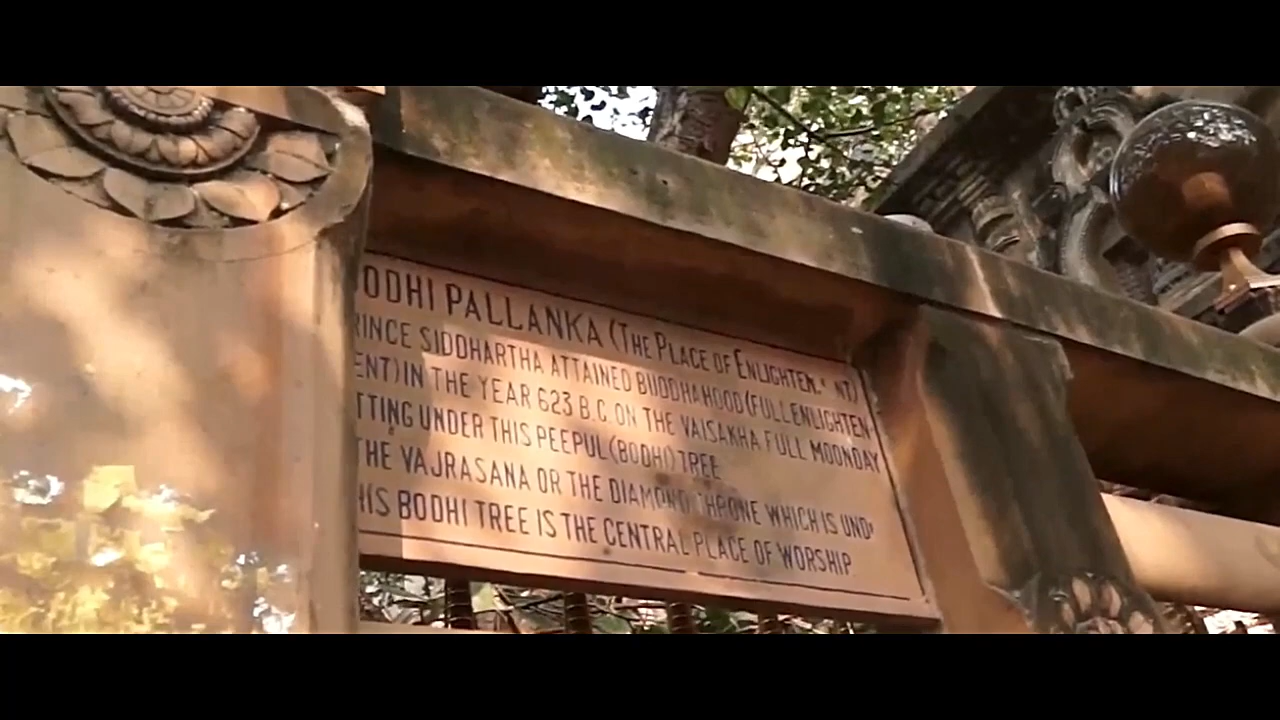 ODHI PALLANKA (THE PLACE OF ENLIGHTEN NT)
RINCE SIDDHARTHA ATTAINED BUDDHAHOOD (FULL ENLIGHTEN-
ENT) IN THE YEAR 623 B.C. ON THE VAISAKHA FULL MOONDAY
TTING UNDER THIS PEEPUL (BODHI) TREE
THE VAJRASANA OR THE DIAMOND THRONE WHICH IS UND
HIS BODHI TREE IS THE CENTRAL PLACE OF WORSHIP.